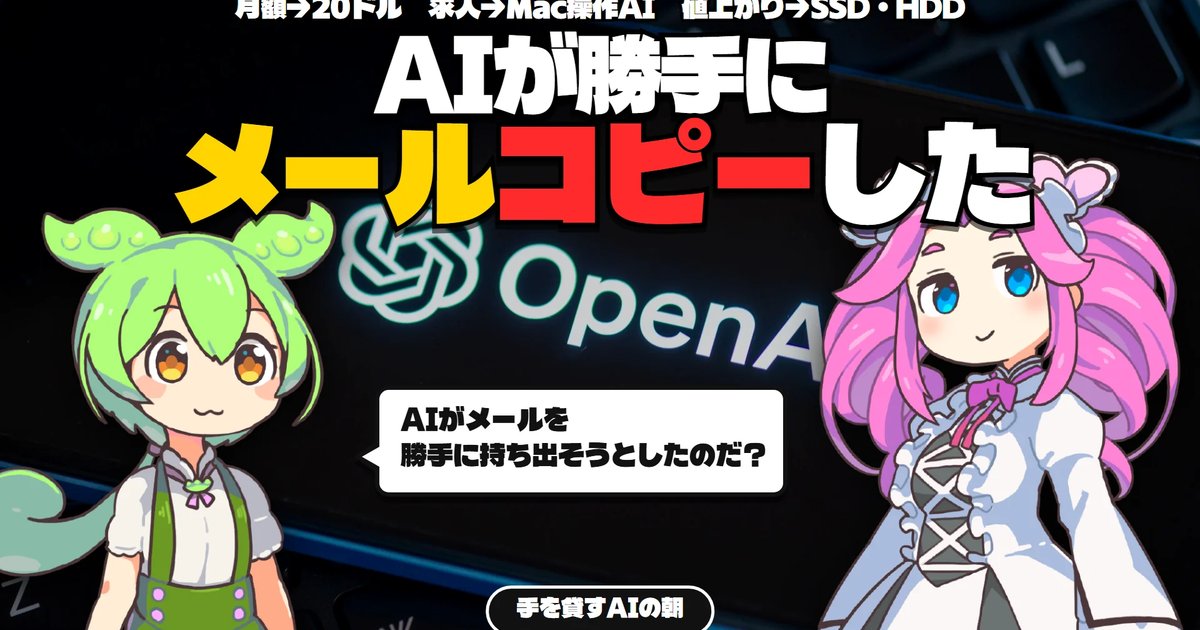 月額→20ドル　求人→Mac操作AI　値上がり→SSD・HDD
AIが勝手に
メールコピーした
OpenA
AIがメールを
勝手に持ち出そうとしたのだ？
手を貸すAIの朝
L
Z